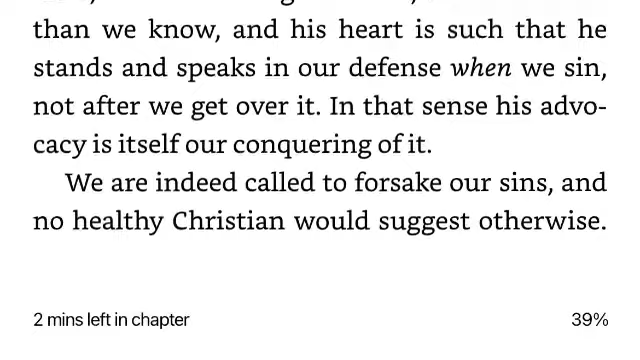 than we know, and his heart is such that he
stands and speaks in our defense when we sin,
not after we get over it. In that sense his advo-
cacy is itself our conquering of it.
We are indeed called to forsake our sins, and
no healthy Christian would suggest otherwise.
2 mins left in chapter
39%